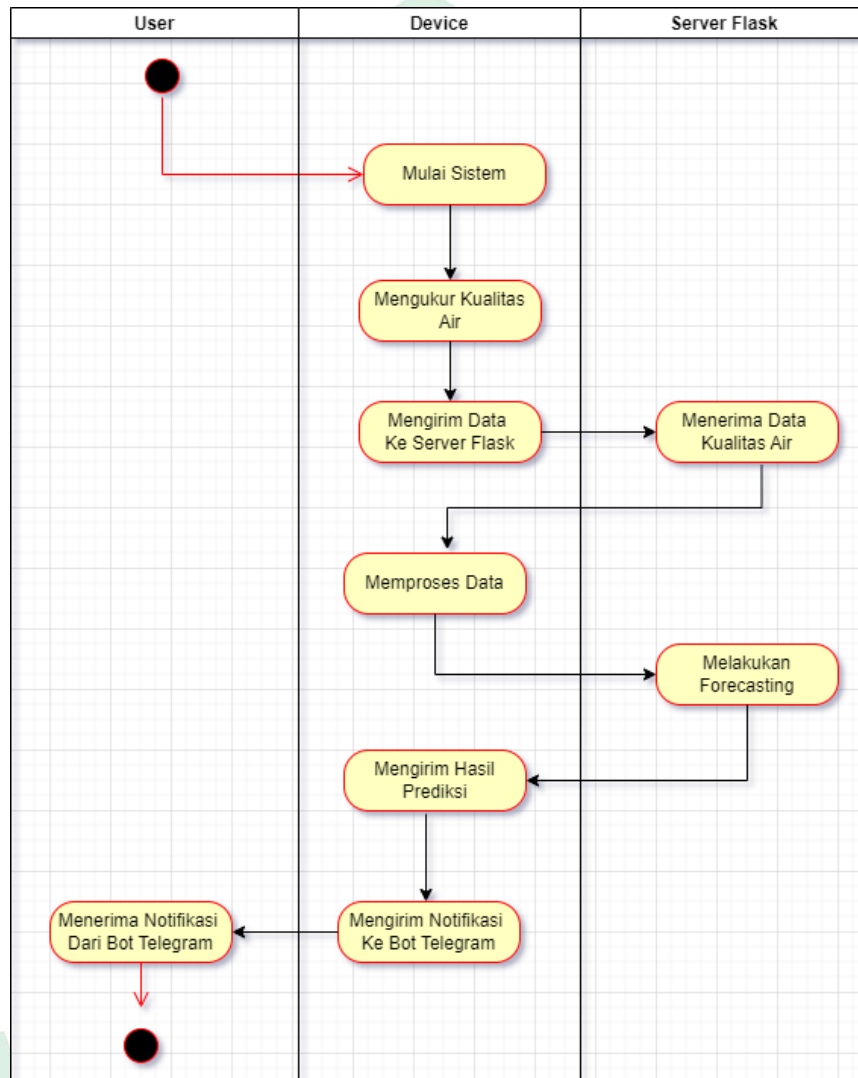 User
Device
Server Flask
Mulai Sistem
Mengukur Kualitas
Air
Mengirim Data
Ke Server Flask
Menerima Data
Kualitas Air
Memproses Data
Melakukan
Forecasting
Mengirim Hasil
Prediksi
Mengirim Notifikasi
Ke Bot Telegram
Menerima Notifikasi
Dari Bot Telegram